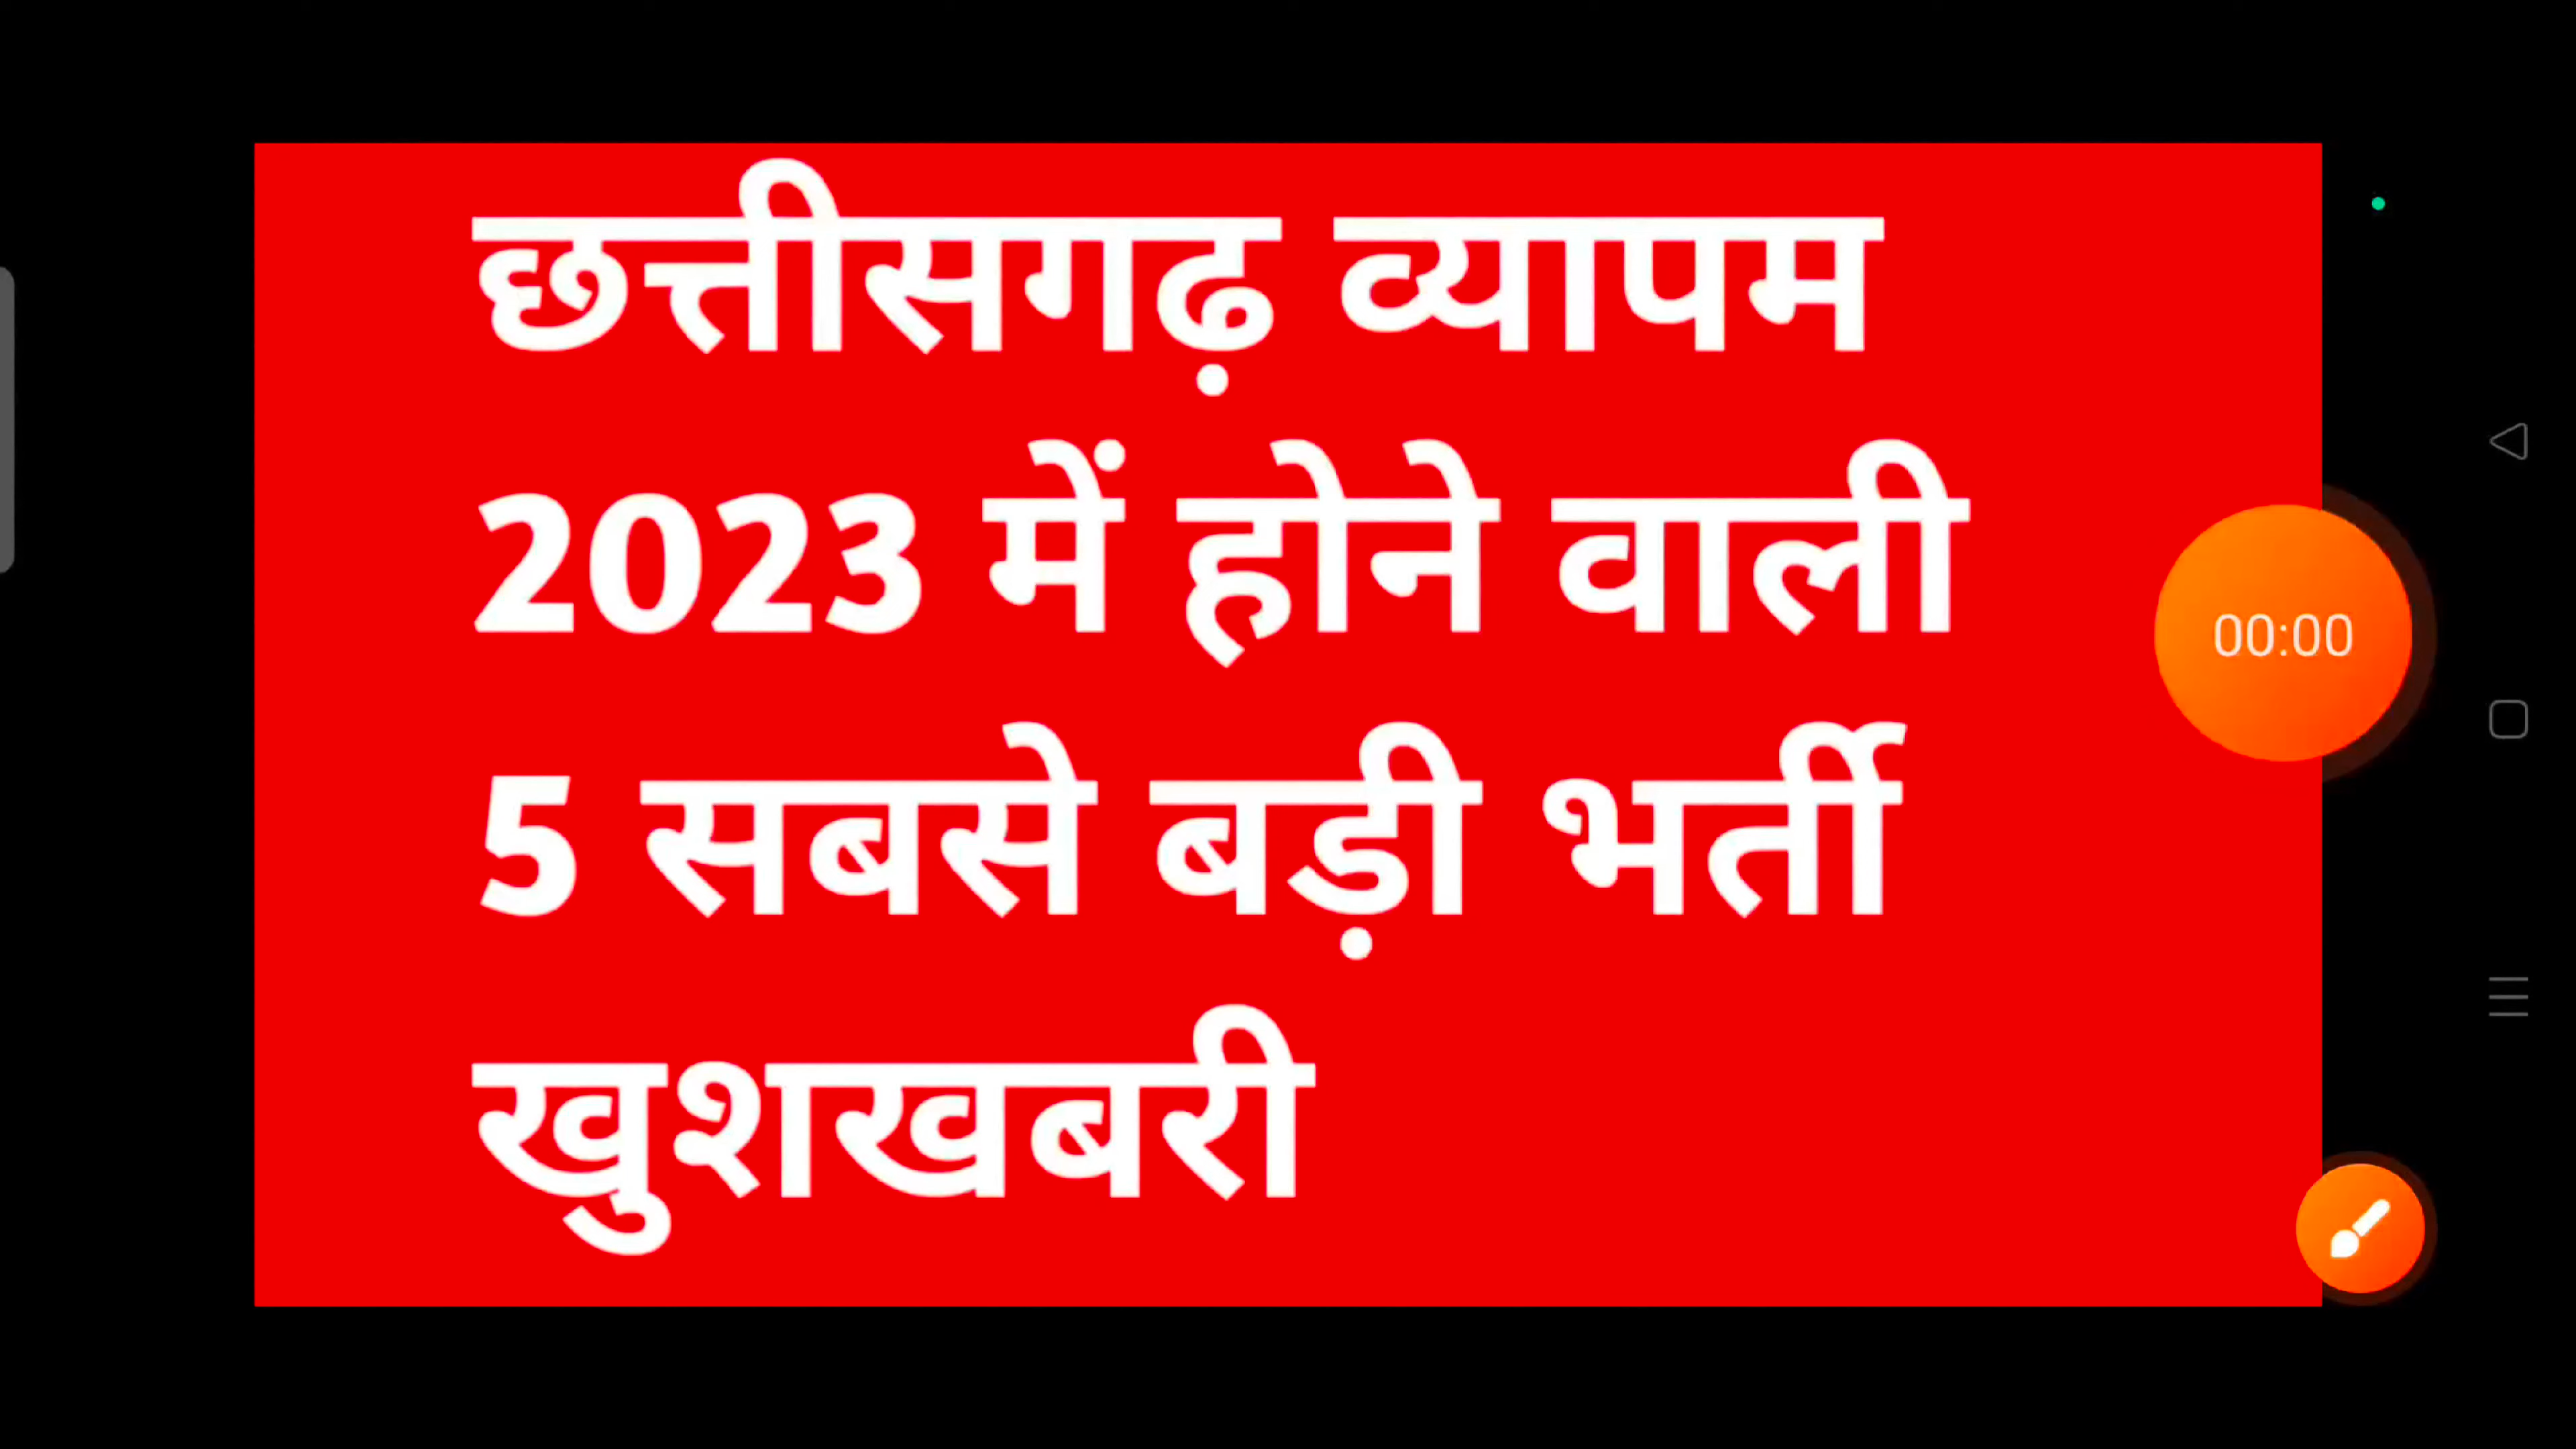 छत्तीसगढ़ व्यापम
2023 में होने वाली
5 सबसे बड़ी भर्ती
खुशखबरी
00:00